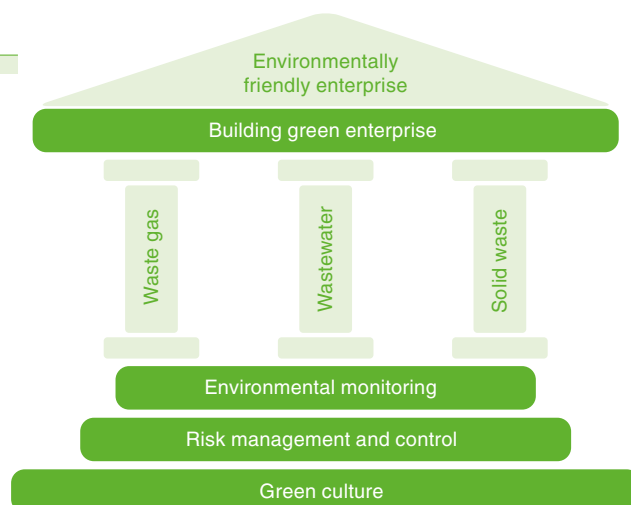 Environmentally
friendly enterprise
Building green enterprise
Waste gas
Wastewater
Solid waste
Environmental monitoring
Risk management and control
Green culture